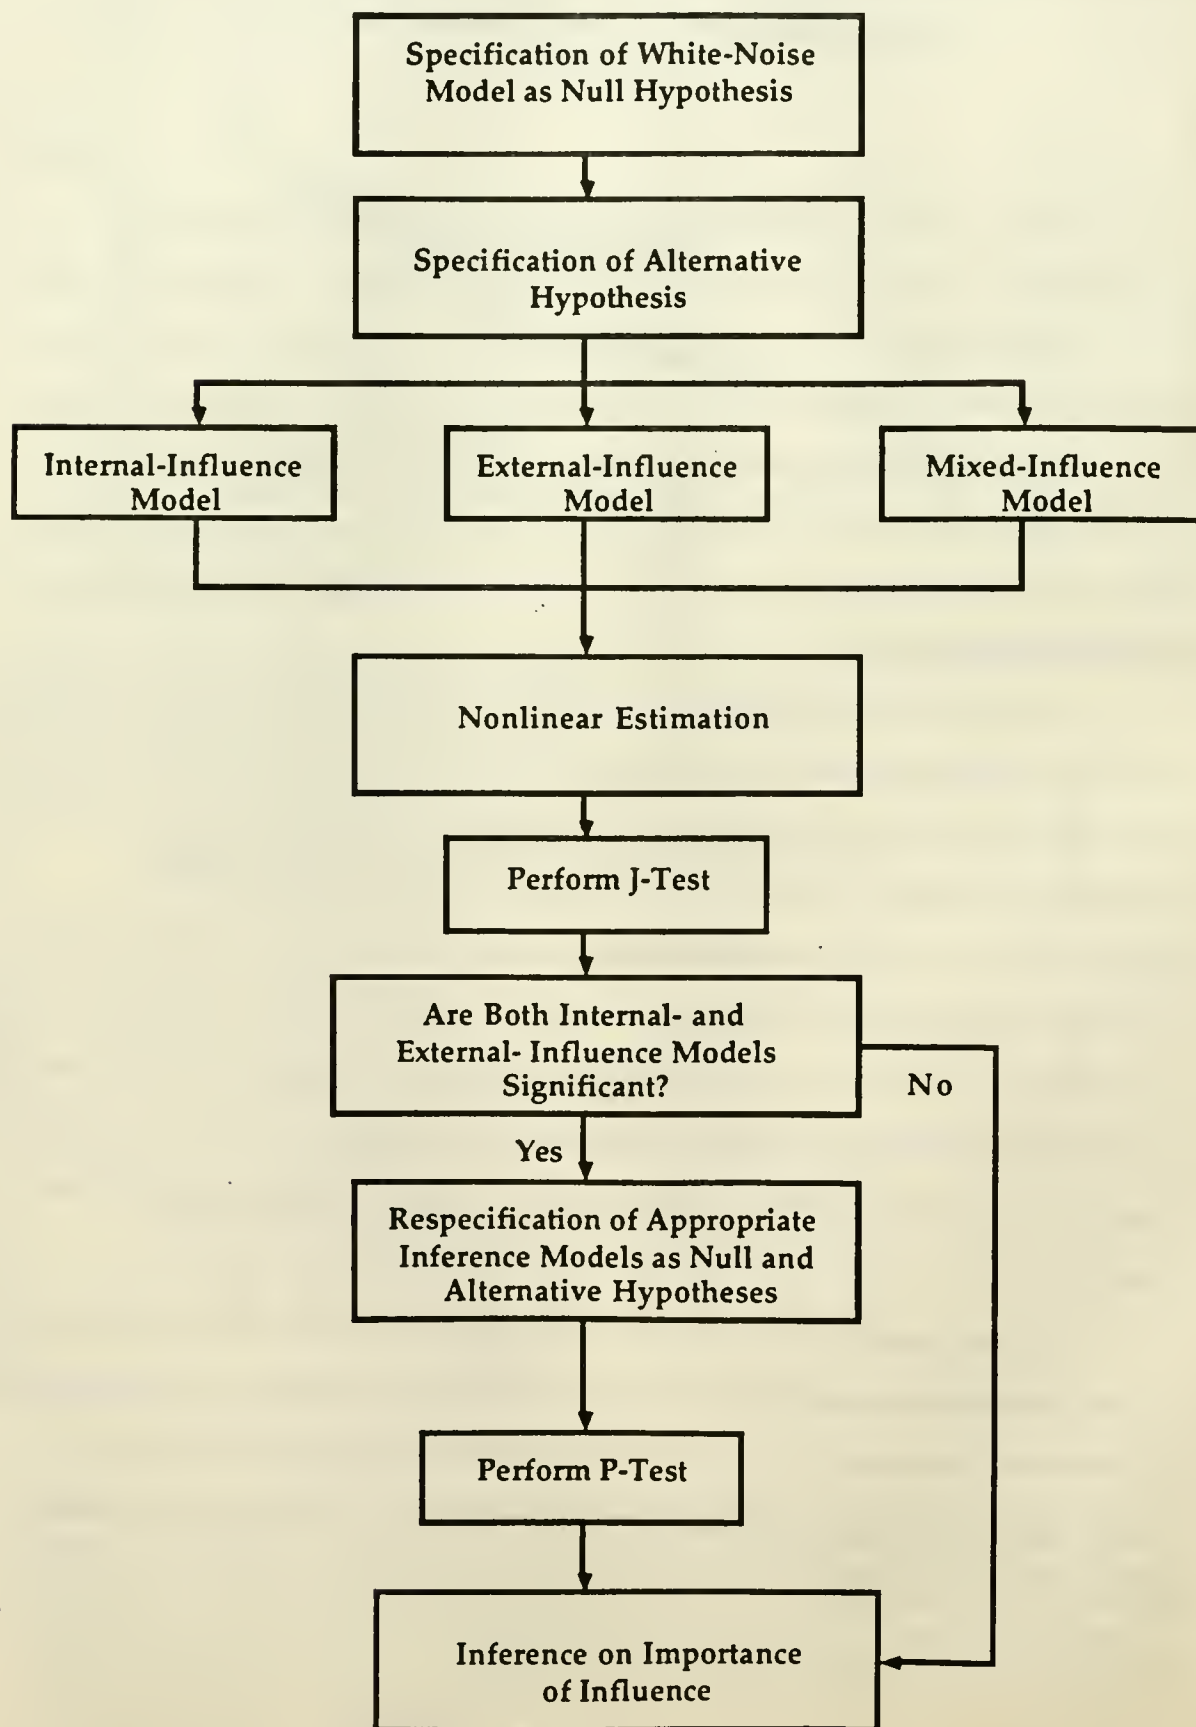 Specification of White-Noise
Model as Null Hypothesis
Specification of Alternative
Hypothesis
Internal-Influence
Model
External-Influence
Model
Mixed-Influence
Model
Nonlinear Estimation
Perform J-Test
Are Both Internal- and
External- Influence Models
Significant?
No
Yes
Respecification of Appropriate
Inference Models as Null and
Alternative Hypotheses
Perform P-Test
Inference on Importance
of Influence